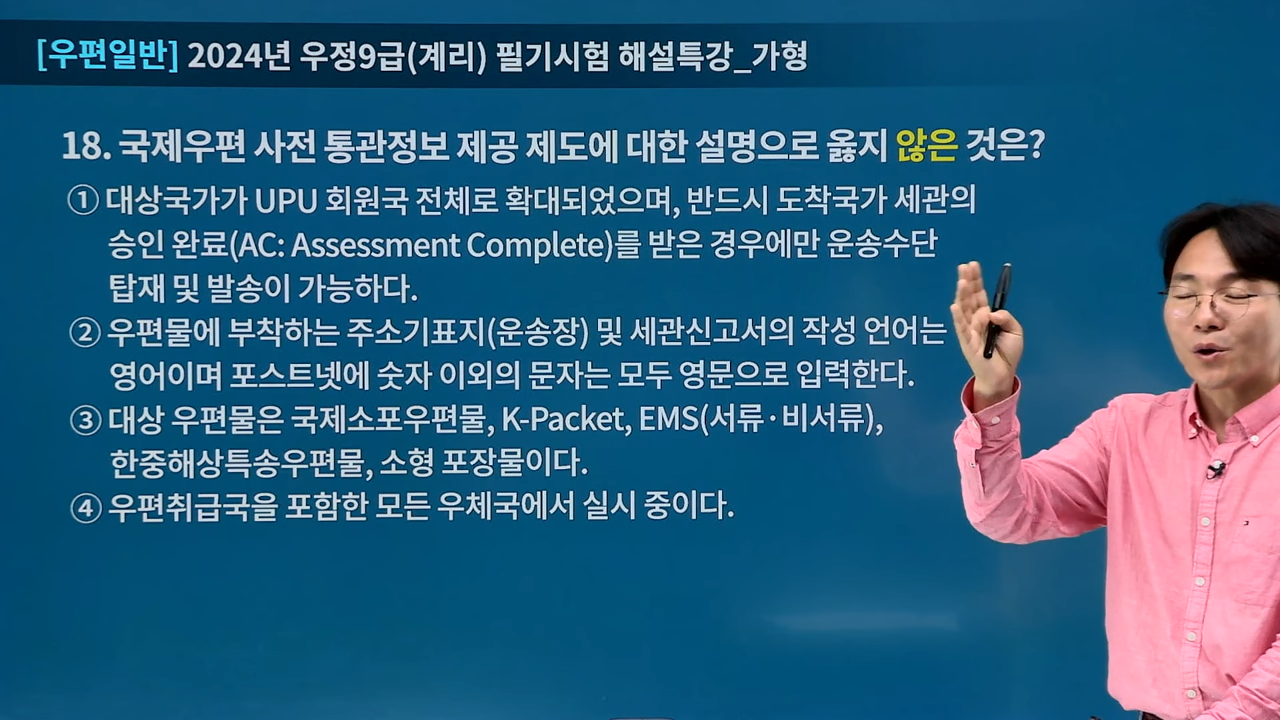 [우편일반] 2024년 우정9급(계리) 필기시험 해설특강_가형
18. 국제우편 사전 통관정보 제공 제도에 대한 설명으로 옳지 않은 것은?
① 대상국가가 UPU 회원국 전체로 확대되었으며, 반드시 도착국가 세관의
승인 완료(AC: Assessment Complete)를 받은 경우에만 운송수단
탑재 및 발송이 가능하다.
② 우편물에 부착하는 주소기표지(운송장) 및 세관신고서의 작성 언어는
영어이며 포스트넷에 숫자 이외의 문자는 모두 영문으로 입력한다.
③ 대상 우편물은 국제소포우편물, K-Packet, EMS(서류·비서류),
한중해상특송우편물, 소형 포장물이다.
④ 우편취급국을 포함한 모든 우체국에서 실시 중이다.